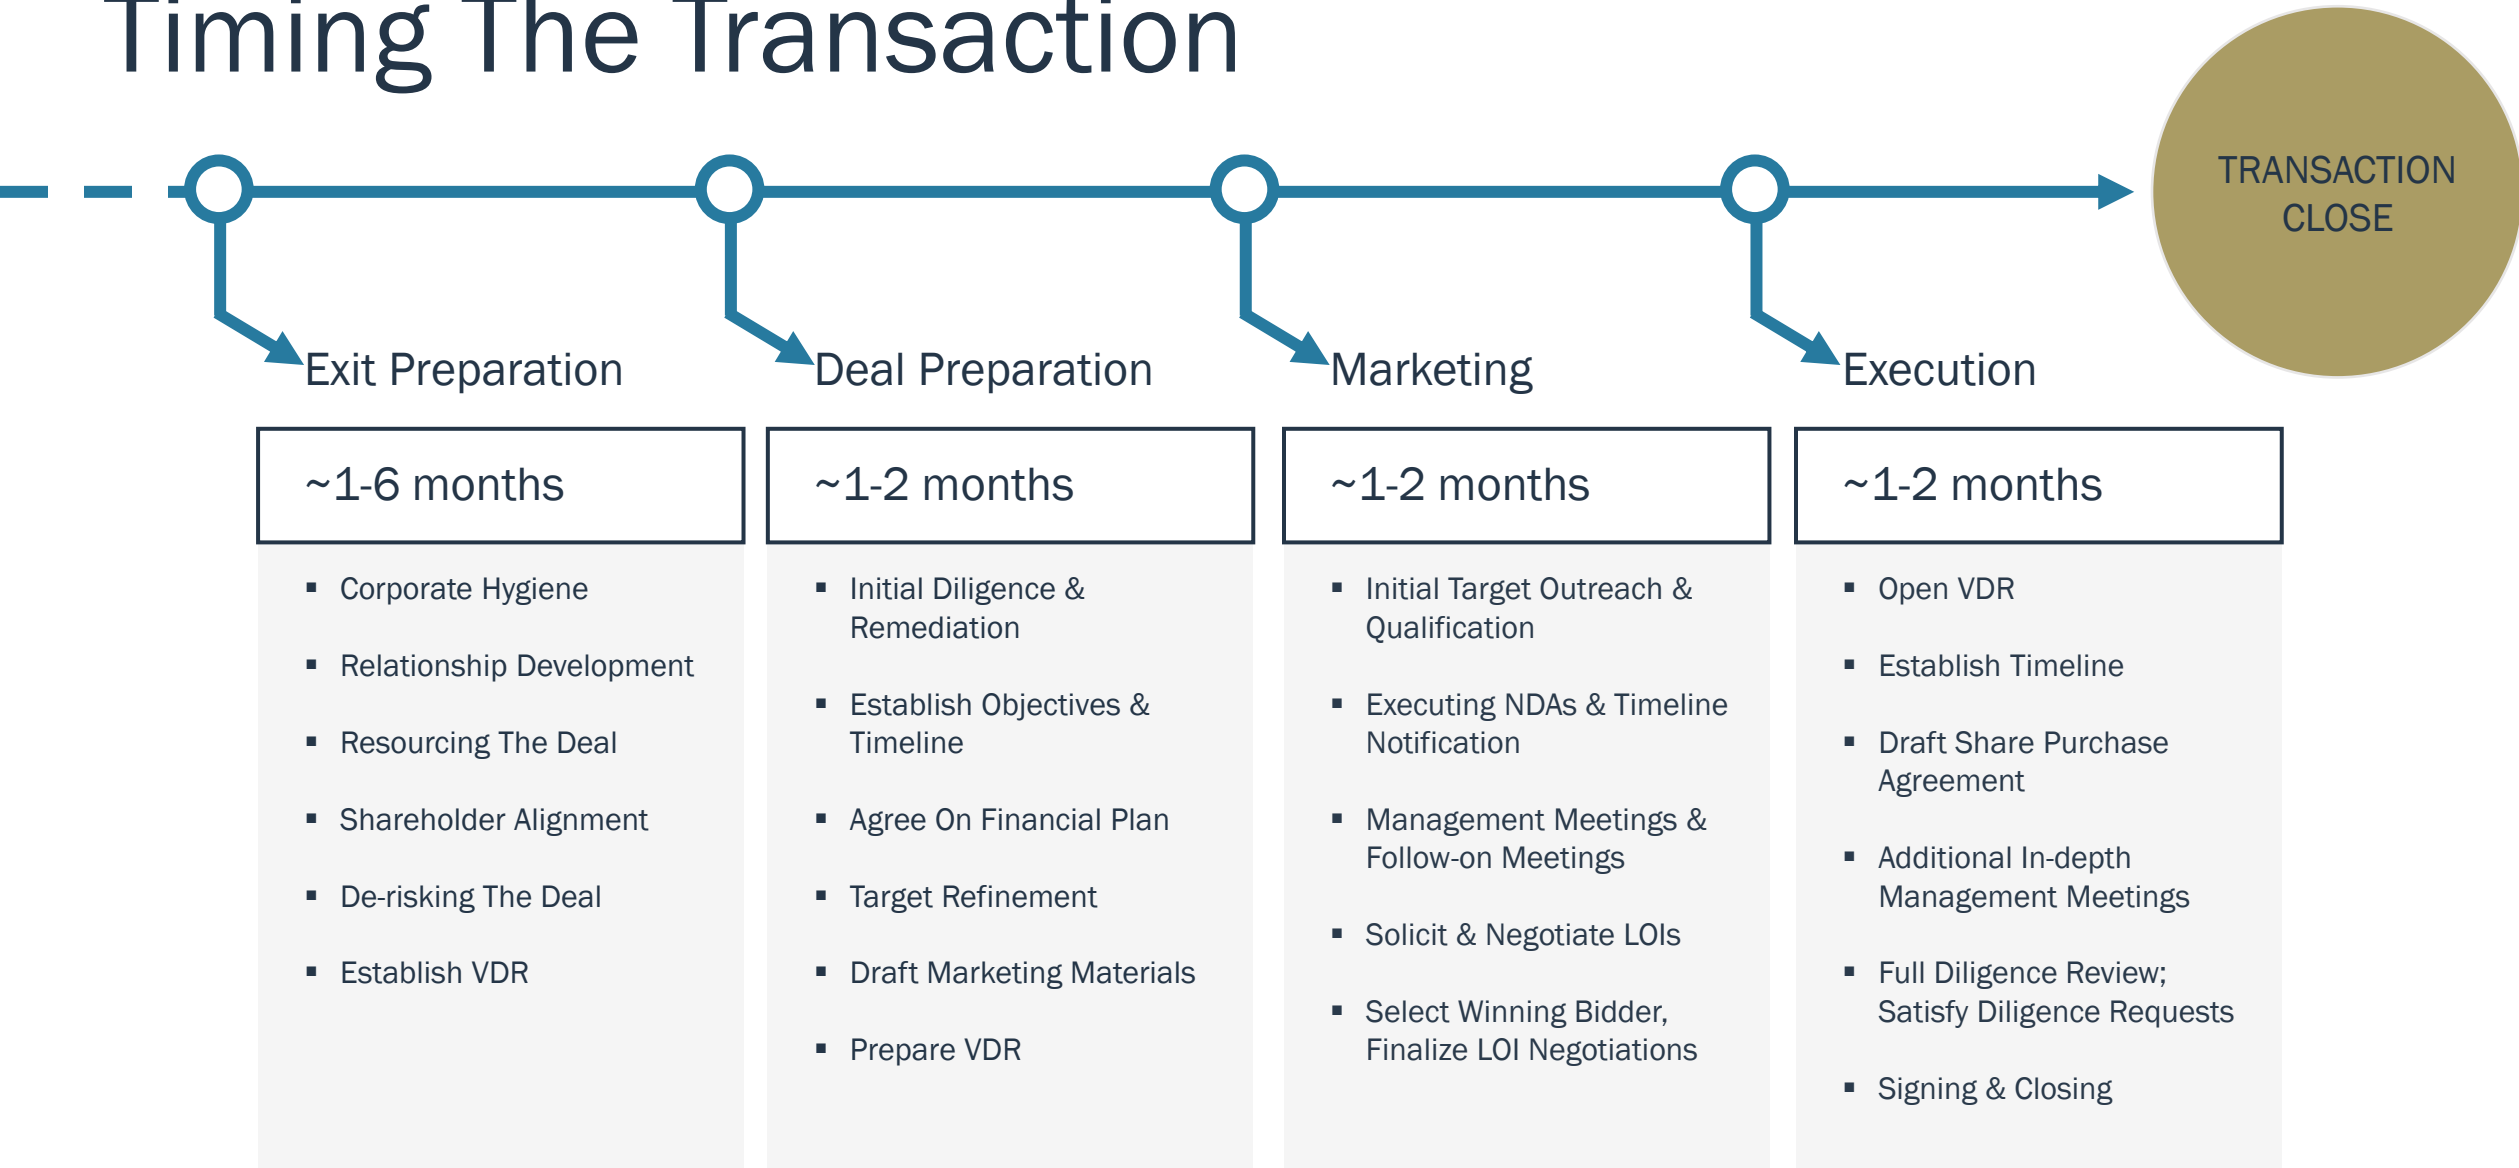 Timing The Transaction
TRANSACTION
CLOSE
Exit Preparation
~1-6 months
▪ Corporate Hygiene
▪ Relationship Development
▪ Resourcing The Deal
▪ Shareholder Alignment
▪ De-risking The Deal
▪ Establish VDR
Deal Preparation
~1-2 months
▪ Initial Diligence &
Remediation
▪ Establish Objectives &
Timeline
▪ Agree On Financial Plan
▪ Target Refinement
▪ Draft Marketing Materials
▪ Prepare VDR
Marketing
~1-2 months
▪ Initial Target Outreach &
Qualification
▪ Executing NDAs & Timeline
Notification
▪ Management Meetings &
Follow-on Meetings
▪ Solicit & Negotiate LOIs
▪ Select Winning Bidder,
Finalize LOI Negotiations
Execution
~1-2 months
▪ Open VDR
▪ Establish Timeline
▪ Draft Share Purchase
Agreement
▪ Additional In-depth
Management Meetings
▪ Full Diligence Review;
Satisfy Diligence Requests
▪ Signing & Closing